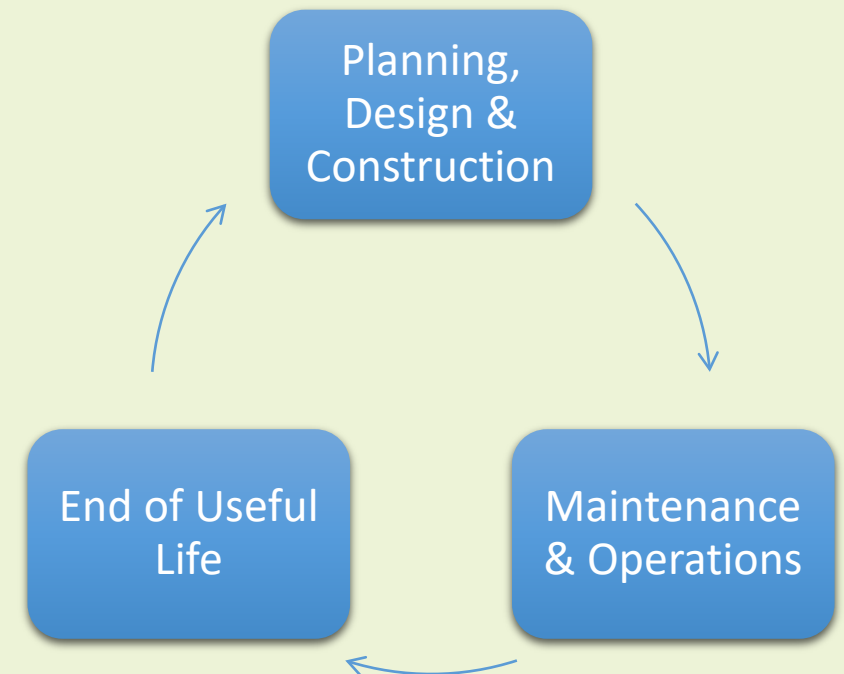 Planning,
Design &
Construction
End of Useful
Life
Maintenance
& Operations